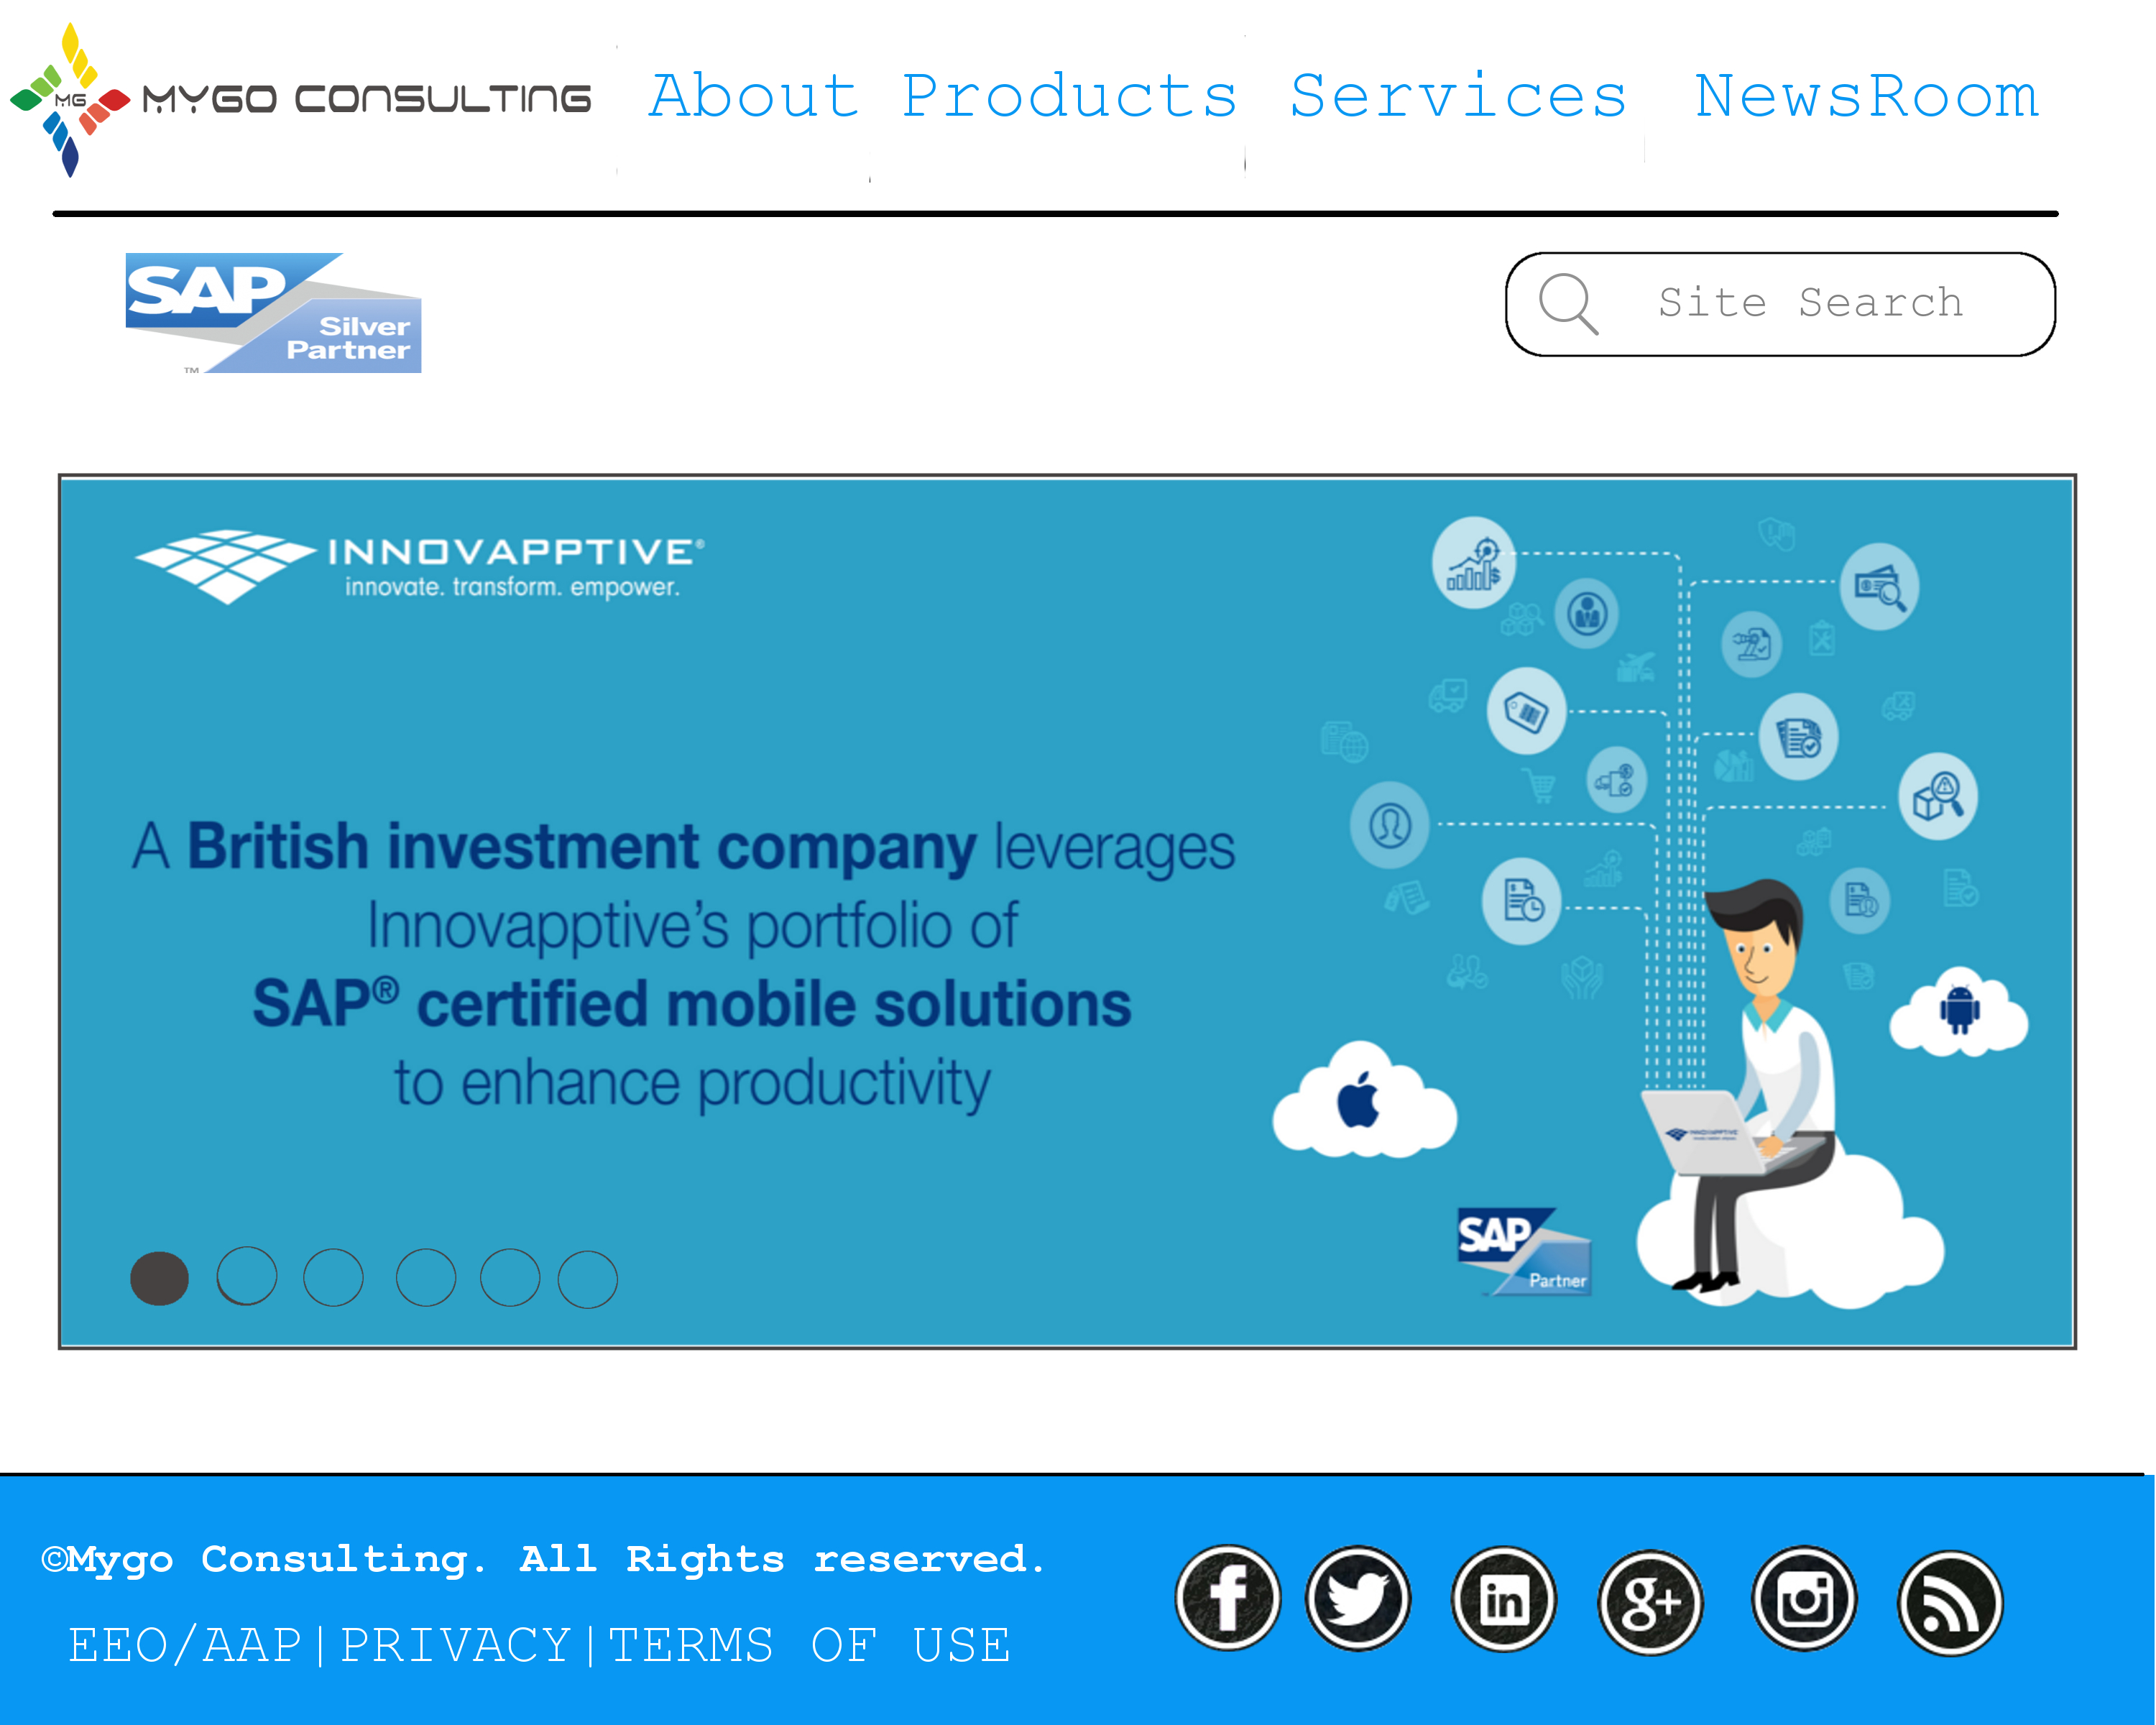 MG MYGO CONSULTING About Products Services NewsRoom
SAP
Silver
Partner
TM
Site Search
INNOVAPPTIVE®
innovate. transform. empower.
A British investment company leverages
Innovapptive’s portfolio of
SAP® certified mobile solutions
to enhance productivity
INNOVAPPTIVE
SAP
Partner
©Mygo Consulting. All Rights reserved.
EEO/AAP|PRIVACY|TERMS OF USE
f in g+